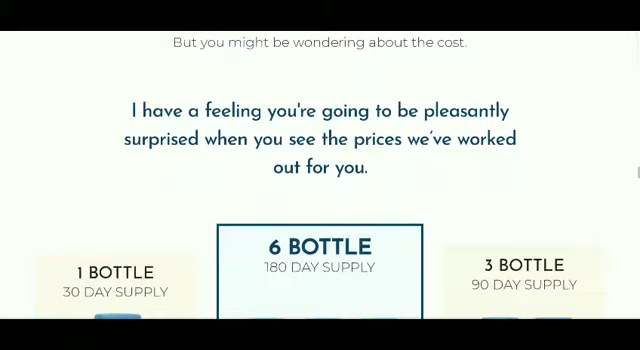 But you might be wondering about the cost.
I have a feeling you're going to be pleasantly
surprised when you see the prices we've worked
out for you.
1 BOTTLE
30 DAY SUPPLY
6 BOTTLE
180 DAY SUPPLY
3 BOTTLE
90 DAY SUPPLY